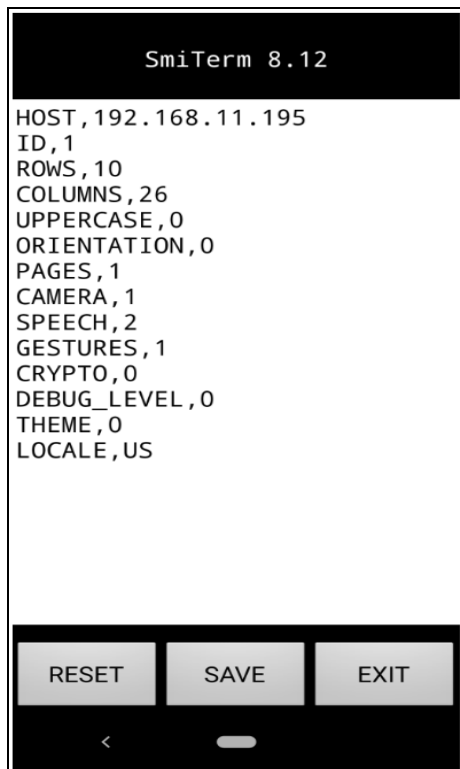 SmiTerm 8.12
HOST,192.168.11.195
ID,1
ROWS,10
COLUMNS,26
UPPERCASE,0
ORIENTATION,0
PAGES,1
CAMERA,1
SPEECH,2
GESTURES,1
CRYPTO,0
DEBUG_LEVEL,0
THEME,0
LOCALE,US
RESET SAVE EXIT